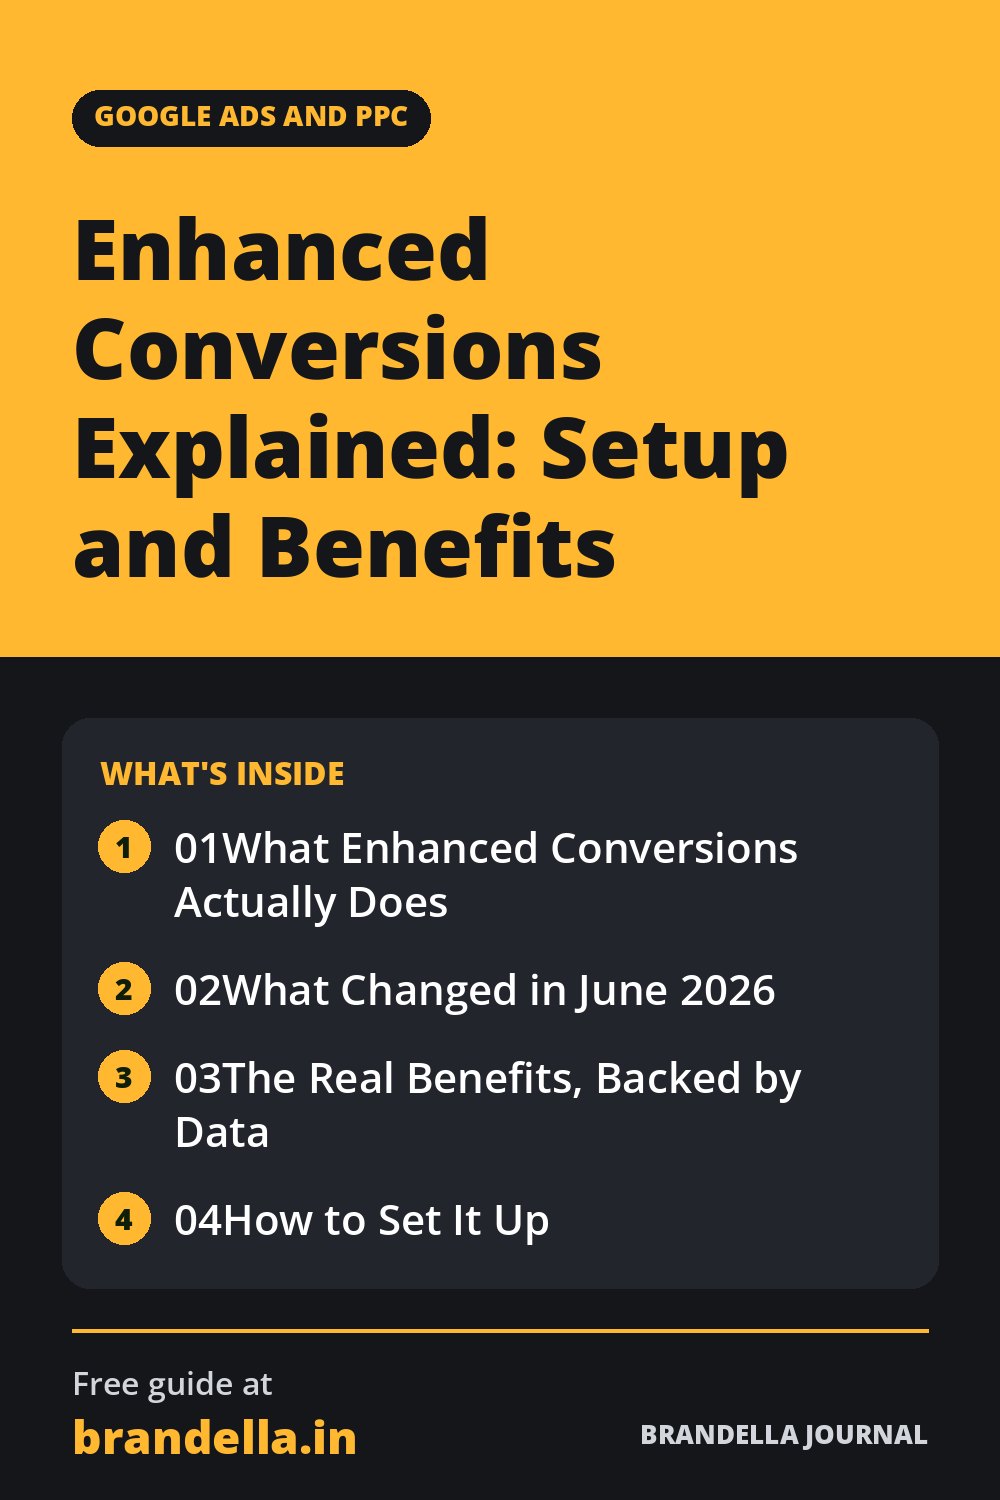 GOOGLE ADS AND PPC
Enhanced
Conversions
Explained: Setup
and Benefits
WHAT'S INSIDE
1 01What Enhanced Conversions
Actually Does
2 02What Changed in June 2026
3 03The Real Benefits, Backed by
Data
4 04How to Set It Up
Free guide at
brandella.in
BRANDELLA JOURNAL